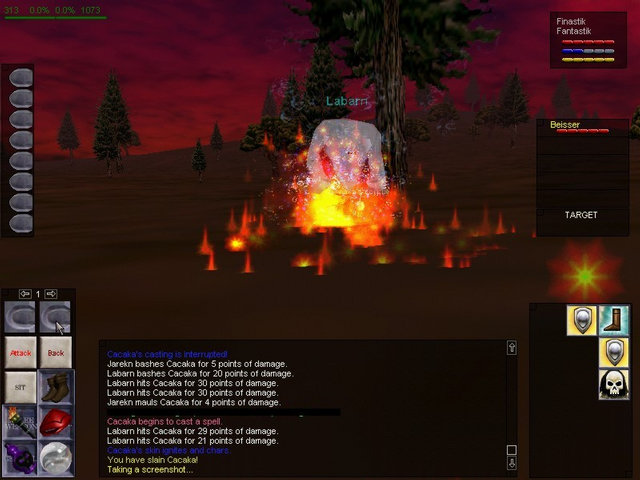 313 0.0% 0.0% 1073
Finastik
Fantastik
Labarn
Beisser
TARGET
1
Attack
Back
SIT
Cacaka's casting is interrupted!
Jarekn bashes Cacaka for 5 points of damage.
Labarn bashes Cacaka for 20 points of damage.
Labarn hits Cacaka for 30 points of damage.
Labarn hits Cacaka for 30 points of damage.
Jarekn mauls Cacaka for 4 points of damage.
Cacaka begins to cast a spell.
Labarn hits Cacaka for 29 points of damage.
Labarn hits Cacaka for 21 points of damage.
Cacaka's skin ignites and chars.
You have slain Cacaka!
Taking a screenshot...